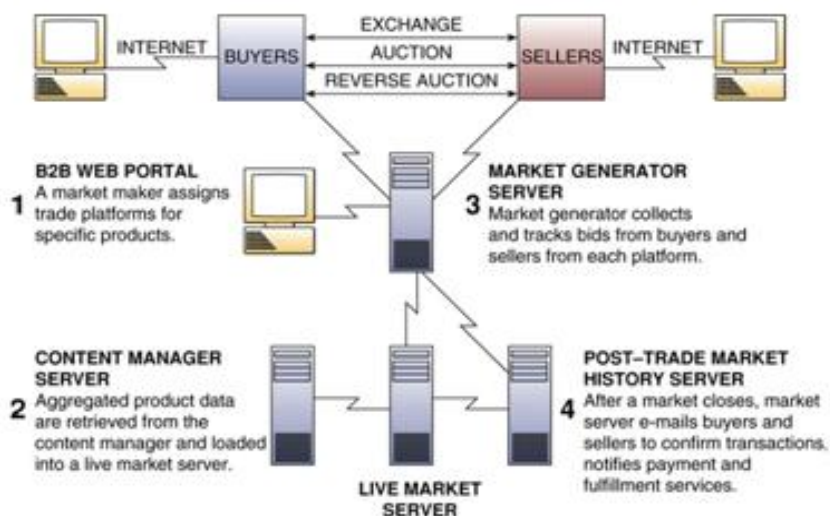 EXCHANGE
INTERNET
BUYERS
AUCTION
SELLERS
INTERNET
REVERSE AUCTION
B2B WEB PORTAL
1 A market maker assigns
trade platforms for
specific products.
MARKET GENERATOR
SERVER
3 Market generator collects
and tracks bids from buyers and
sellers from each platform.
CONTENT MANAGER
SERVER
2 Aggregated product data
are retrieved from the
content manager and loaded
into a live market server.
LIVE MARKET
SERVER
POST–TRADE MARKET
HISTORY SERVER
4 After a market closes, market
server e-mails buyers and
sellers to confirm transactions,
notifies payment and
fulfillment services.